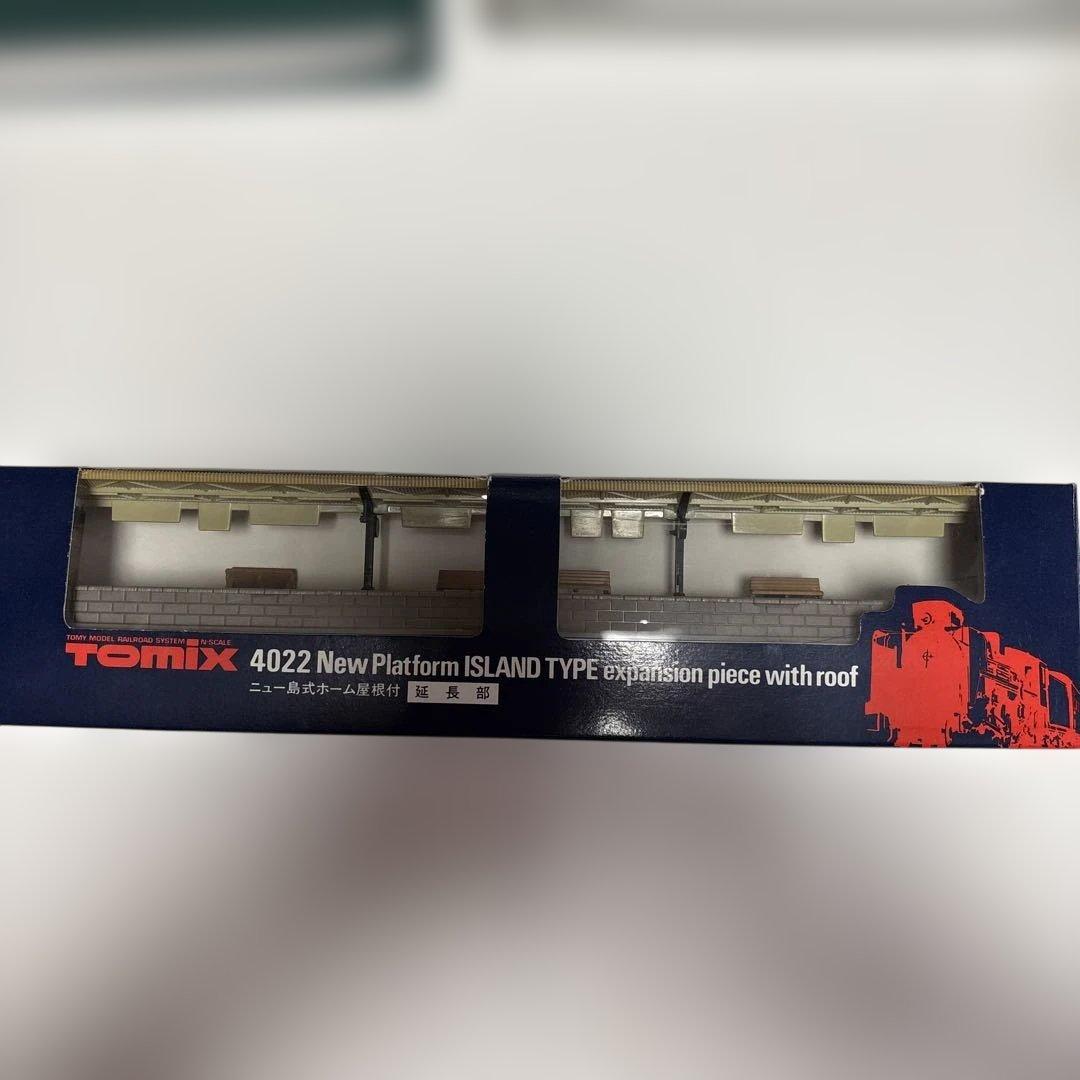 TOMY MODEL RAILROAD SYSTEM N-SCALE
TOMIX 4022 New Platform ISLAND TYPE expansion piece with roof
ニュー島式ホーム屋根付 延長部